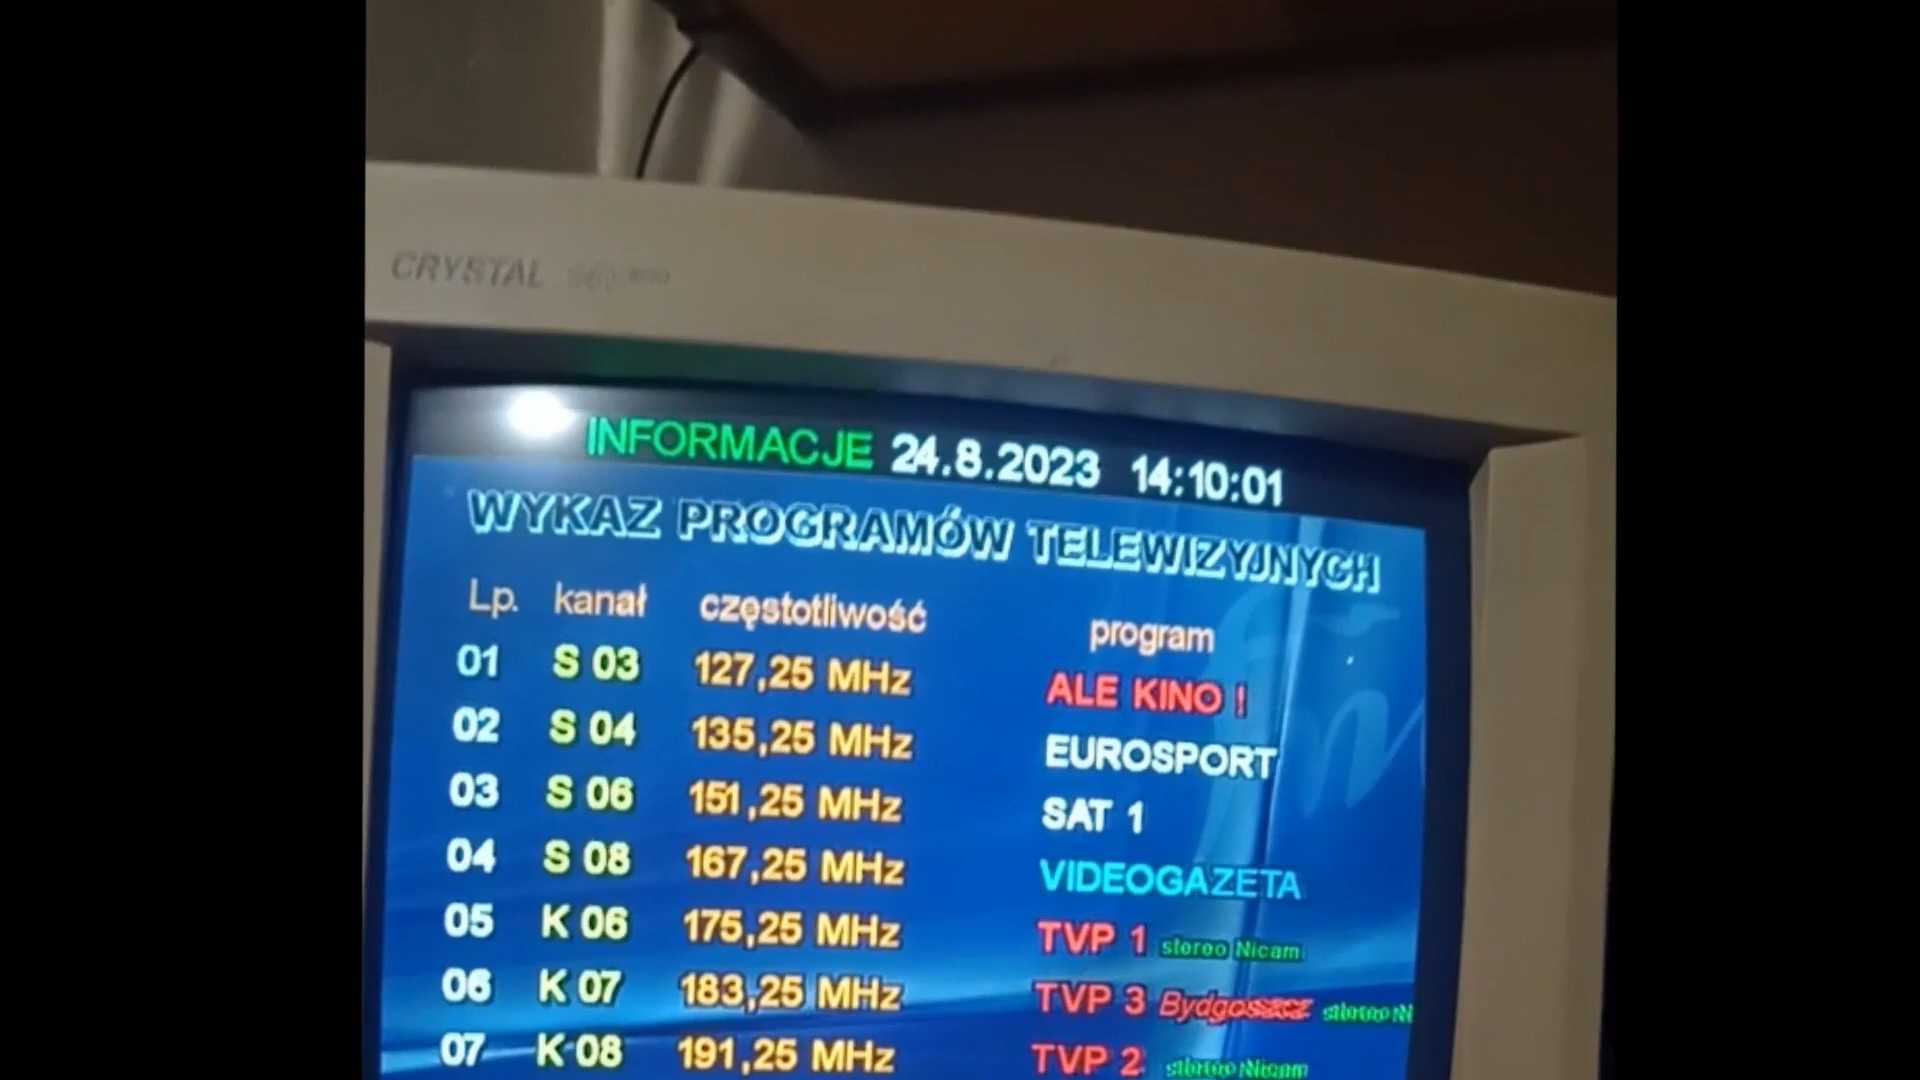 CRYSTAL
INFORMACJE 24.8.2023 14:10:01
WYKAZ PROGRAMÓW TELEWIZYJNYCH
Lp. kanał częstotliwość program
01 S 03 127,25 MHz ALE KINO !
02 S 04 135,25 MHz EUROSPORT
03 S 06 151,25 MHz SAT 1
04 S 08 167,25 MHz VIDEOGAZETA
05 K 06 175,25 MHz TVP 1 stereo Nicam
06 K 07 183,25 MHz TVP 3 Bydgoszcz stereo N
07 K 08 191,25 MHz TVP 2 stereo Nicam